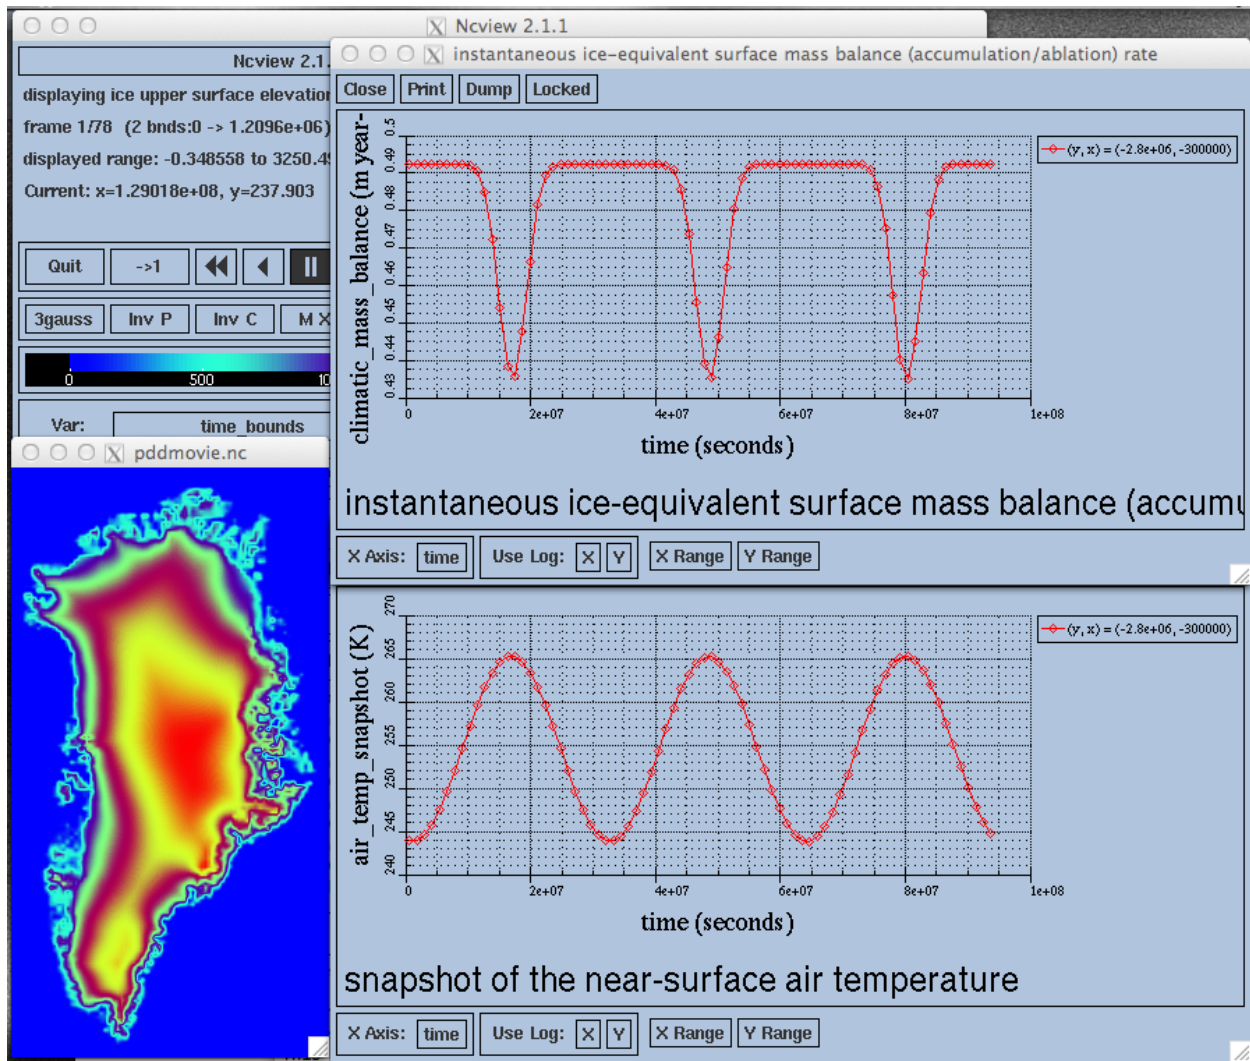 Ncview 2.1.1
Ncview 2.1.
displaying ice upper surface elevation
frame 1/78 (2 bnds:0 -> 1.2096e+06)
displayed range: -0.348558 to 3250.49
Current: x=1.29018e+08, y=237.903
Quit ->1
3gauss Inv P Inv C M X
0 500 10
Var: time_bounds
pddmovie.nc
instantaneous ice-equivalent surface mass balance (accumulation/ablation) rate
Close Print Dump Locked
climatic_mass_balance (m year-
0.5
0.49
0.48
0.47
0.46
0.45
0.44
0.43
0 2e+07 4e+07 6e+07 8e+07 1e+08
time (seconds)
(y, x) = (-2.8e+06, -300000)
instantaneous ice-equivalent surface mass balance (accumu
X Axis: time Use Log: X Y X Range Y Range
air_temp_snapshot (K)
270
265
260
255
250
245
240
0 2e+07 4e+07 6e+07 8e+07 1e+08
time (seconds)
(y, x) = (-2.8e+06, -300000)
snapshot of the near-surface air temperature
X Axis: time Use Log: X Y X Range Y Range